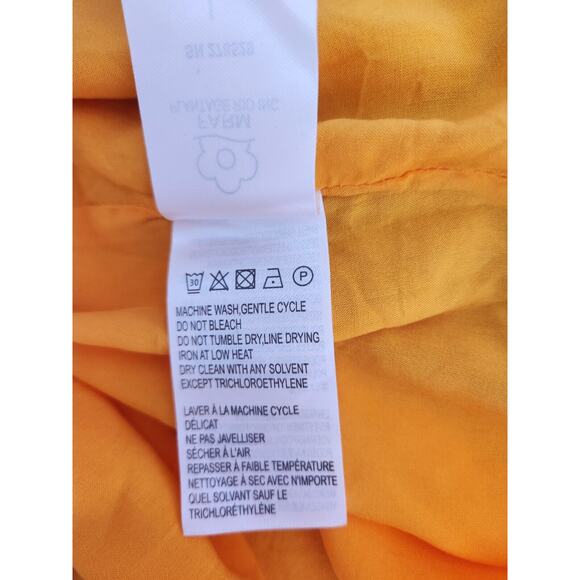 SN 278529
PLANTAGE RIO INC.
FARM
30
P
MACHINE WASH,GENTLE CYCLE
DO NOT BLEACH
DO NOT TUMBLE DRY,LINE DRYING
IRON AT LOW HEAT
DRY CLEAN WITH ANY SOLVENT
EXCEPT TRICHLOROETHYLENE
LAVER À LA MACHINE CYCLE
DÉLICAT
NE PAS JAVELLISER
SÉCHER À L'AIR
REPASSER À FAIBLE TEMPÉRATURE
NETTOYAGE À SEC AVEC N'IMPORTE
QUEL SOLVANT SAUF LE
TRICHLORÉTHYLÈNE